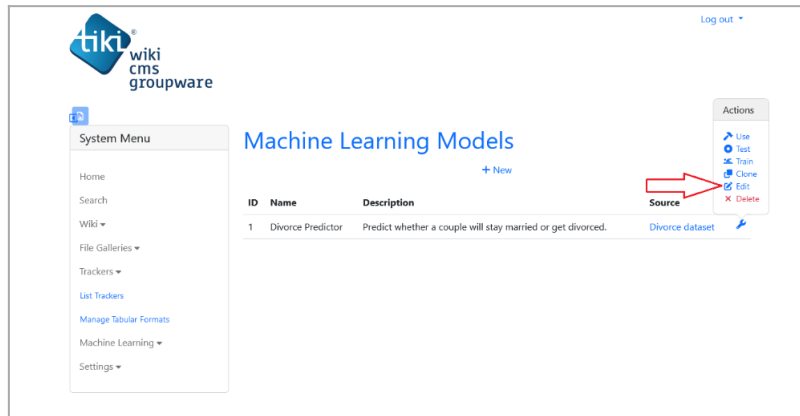 Log out
tiki
wiki
cms
groupware
Actions
Use
Test
Train
Clone
Edit
Delete
System Menu
Home
Search
Wiki
File Galleries
Trackers
List Trackers
Manage Tabular Formats
Machine Learning
Settings
Machine Learning Models
+ New
ID Name Description Source
1 Divorce Predictor Predict whether a couple will stay married or get divorced. Divorce dataset